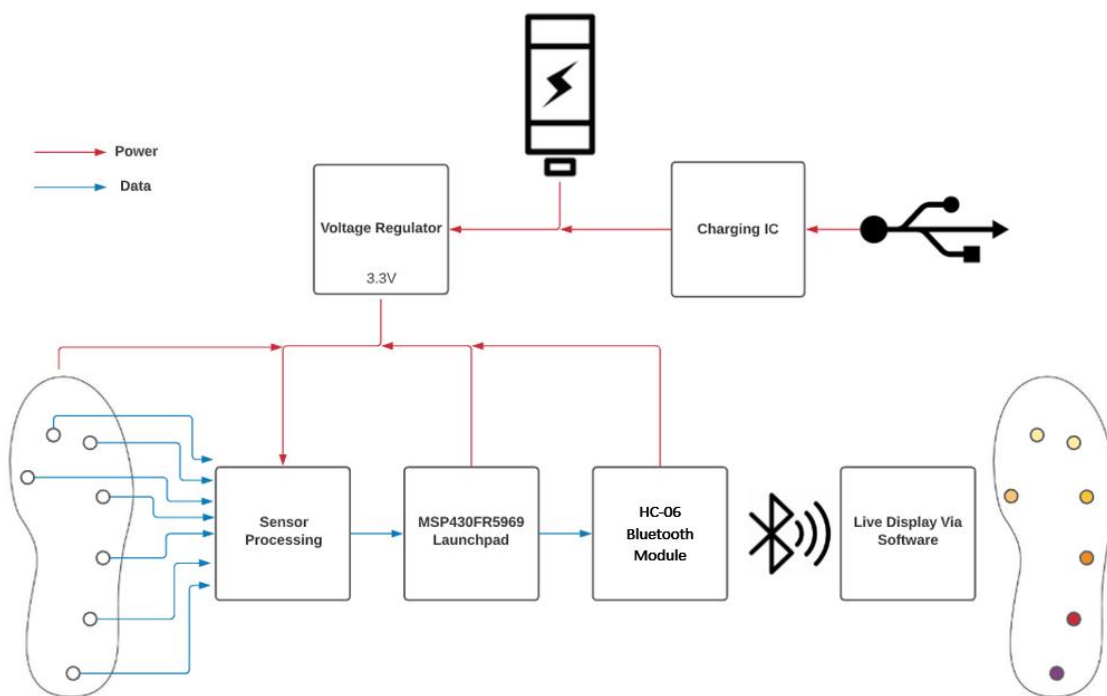 Power
Data
Voltage Regulator
3.3V
Charging IC
Sensor
Processing
MSP430FR5969
Launchpad
HC-06
Bluetooth
Module
Live Display Via
Software